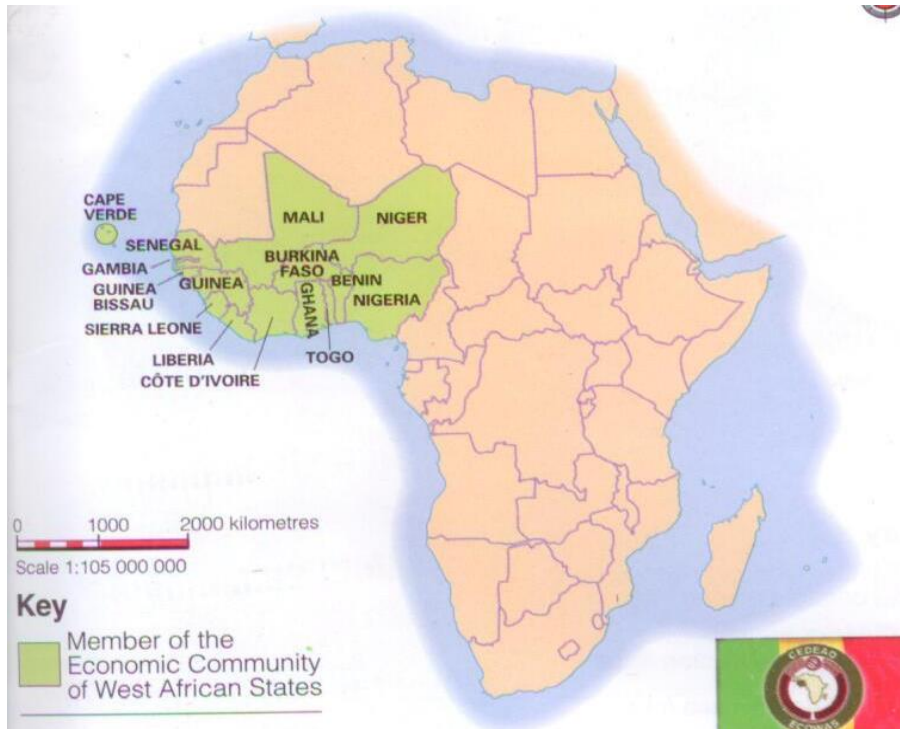 CAPE
VERDE
MALI
NIGER
SENEGAL
GAMBIA
BURKINA
FASO
GUINEA
BISSAU
GUINEA
BENIN
GHANA
NIGERIA
SIERRA LEONE
LIBERIA
TOGO
CÔTE D'IVOIRE
0 1000 2000 kilometres
Scale 1:105 000 000
Key
Member of the
Economic Community
of West African States
CEDEAO
ECOWAS